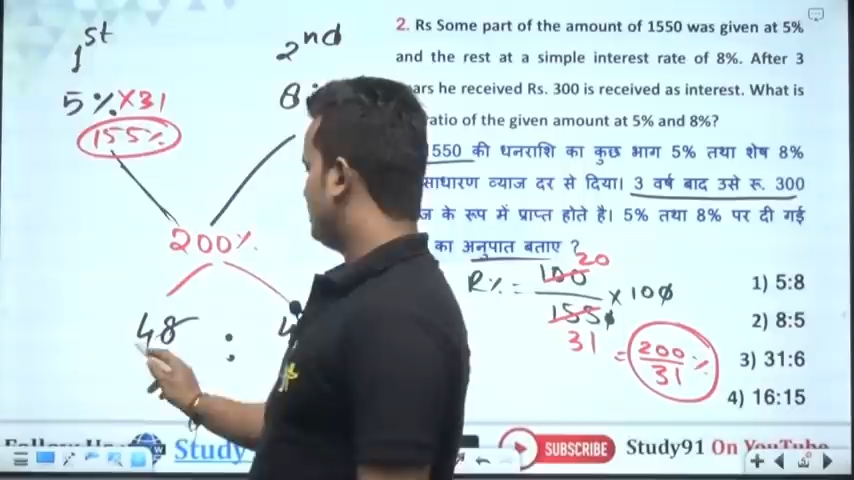 1st
2nd
5% ×31
8
155%
200%
48 : 4
2. Rs Some part of the amount of 1550 was given at 5%
and the rest at a simple interest rate of 8%. After 3
ars he received Rs. 300 is received as interest. What is
ratio of the given amount at 5% and 8%?
1550 की धनराशि का कुछ भाग 5% तथा शेष 8%
साधारण व्याज दर से दिया। 3 वर्ष बाद उसे रू. 300
ज के रूप में प्राप्त होते है। 5% तथा 8% पर दी गई
का अनुपात बताए ?
R% = 100 20 / 1550 31 × 100
= 200/31 %
1) 5:8
2) 8:5
3) 31:6
4) 16:15
Follow Us
Study
SUBSCRIBE
Study91 On YouTube